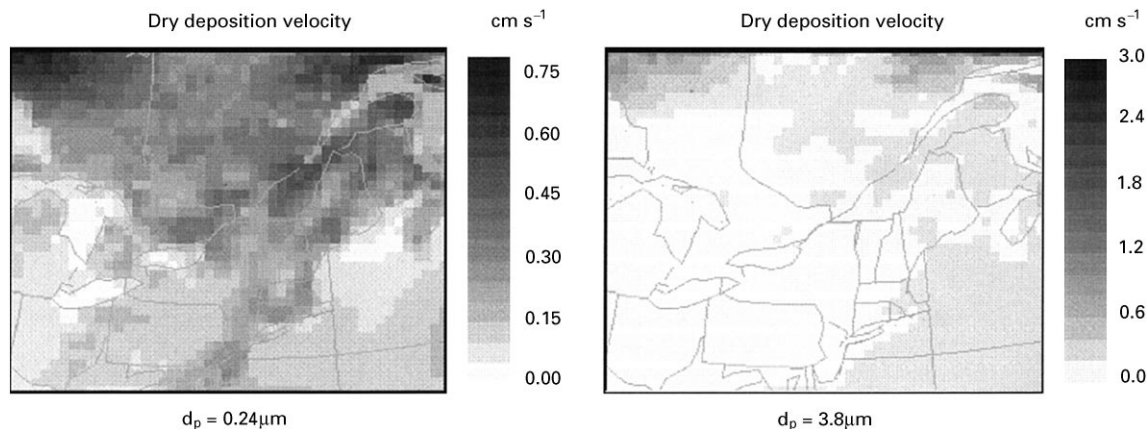 Dry deposition velocity
cm s⁻¹
0.75
0.60
0.45
0.30
0.15
0.00
dₚ = 0.24μm
Dry deposition velocity
cm s⁻¹
3.0
2.4
1.8
1.2
0.6
0.0
dₚ = 3.8μm